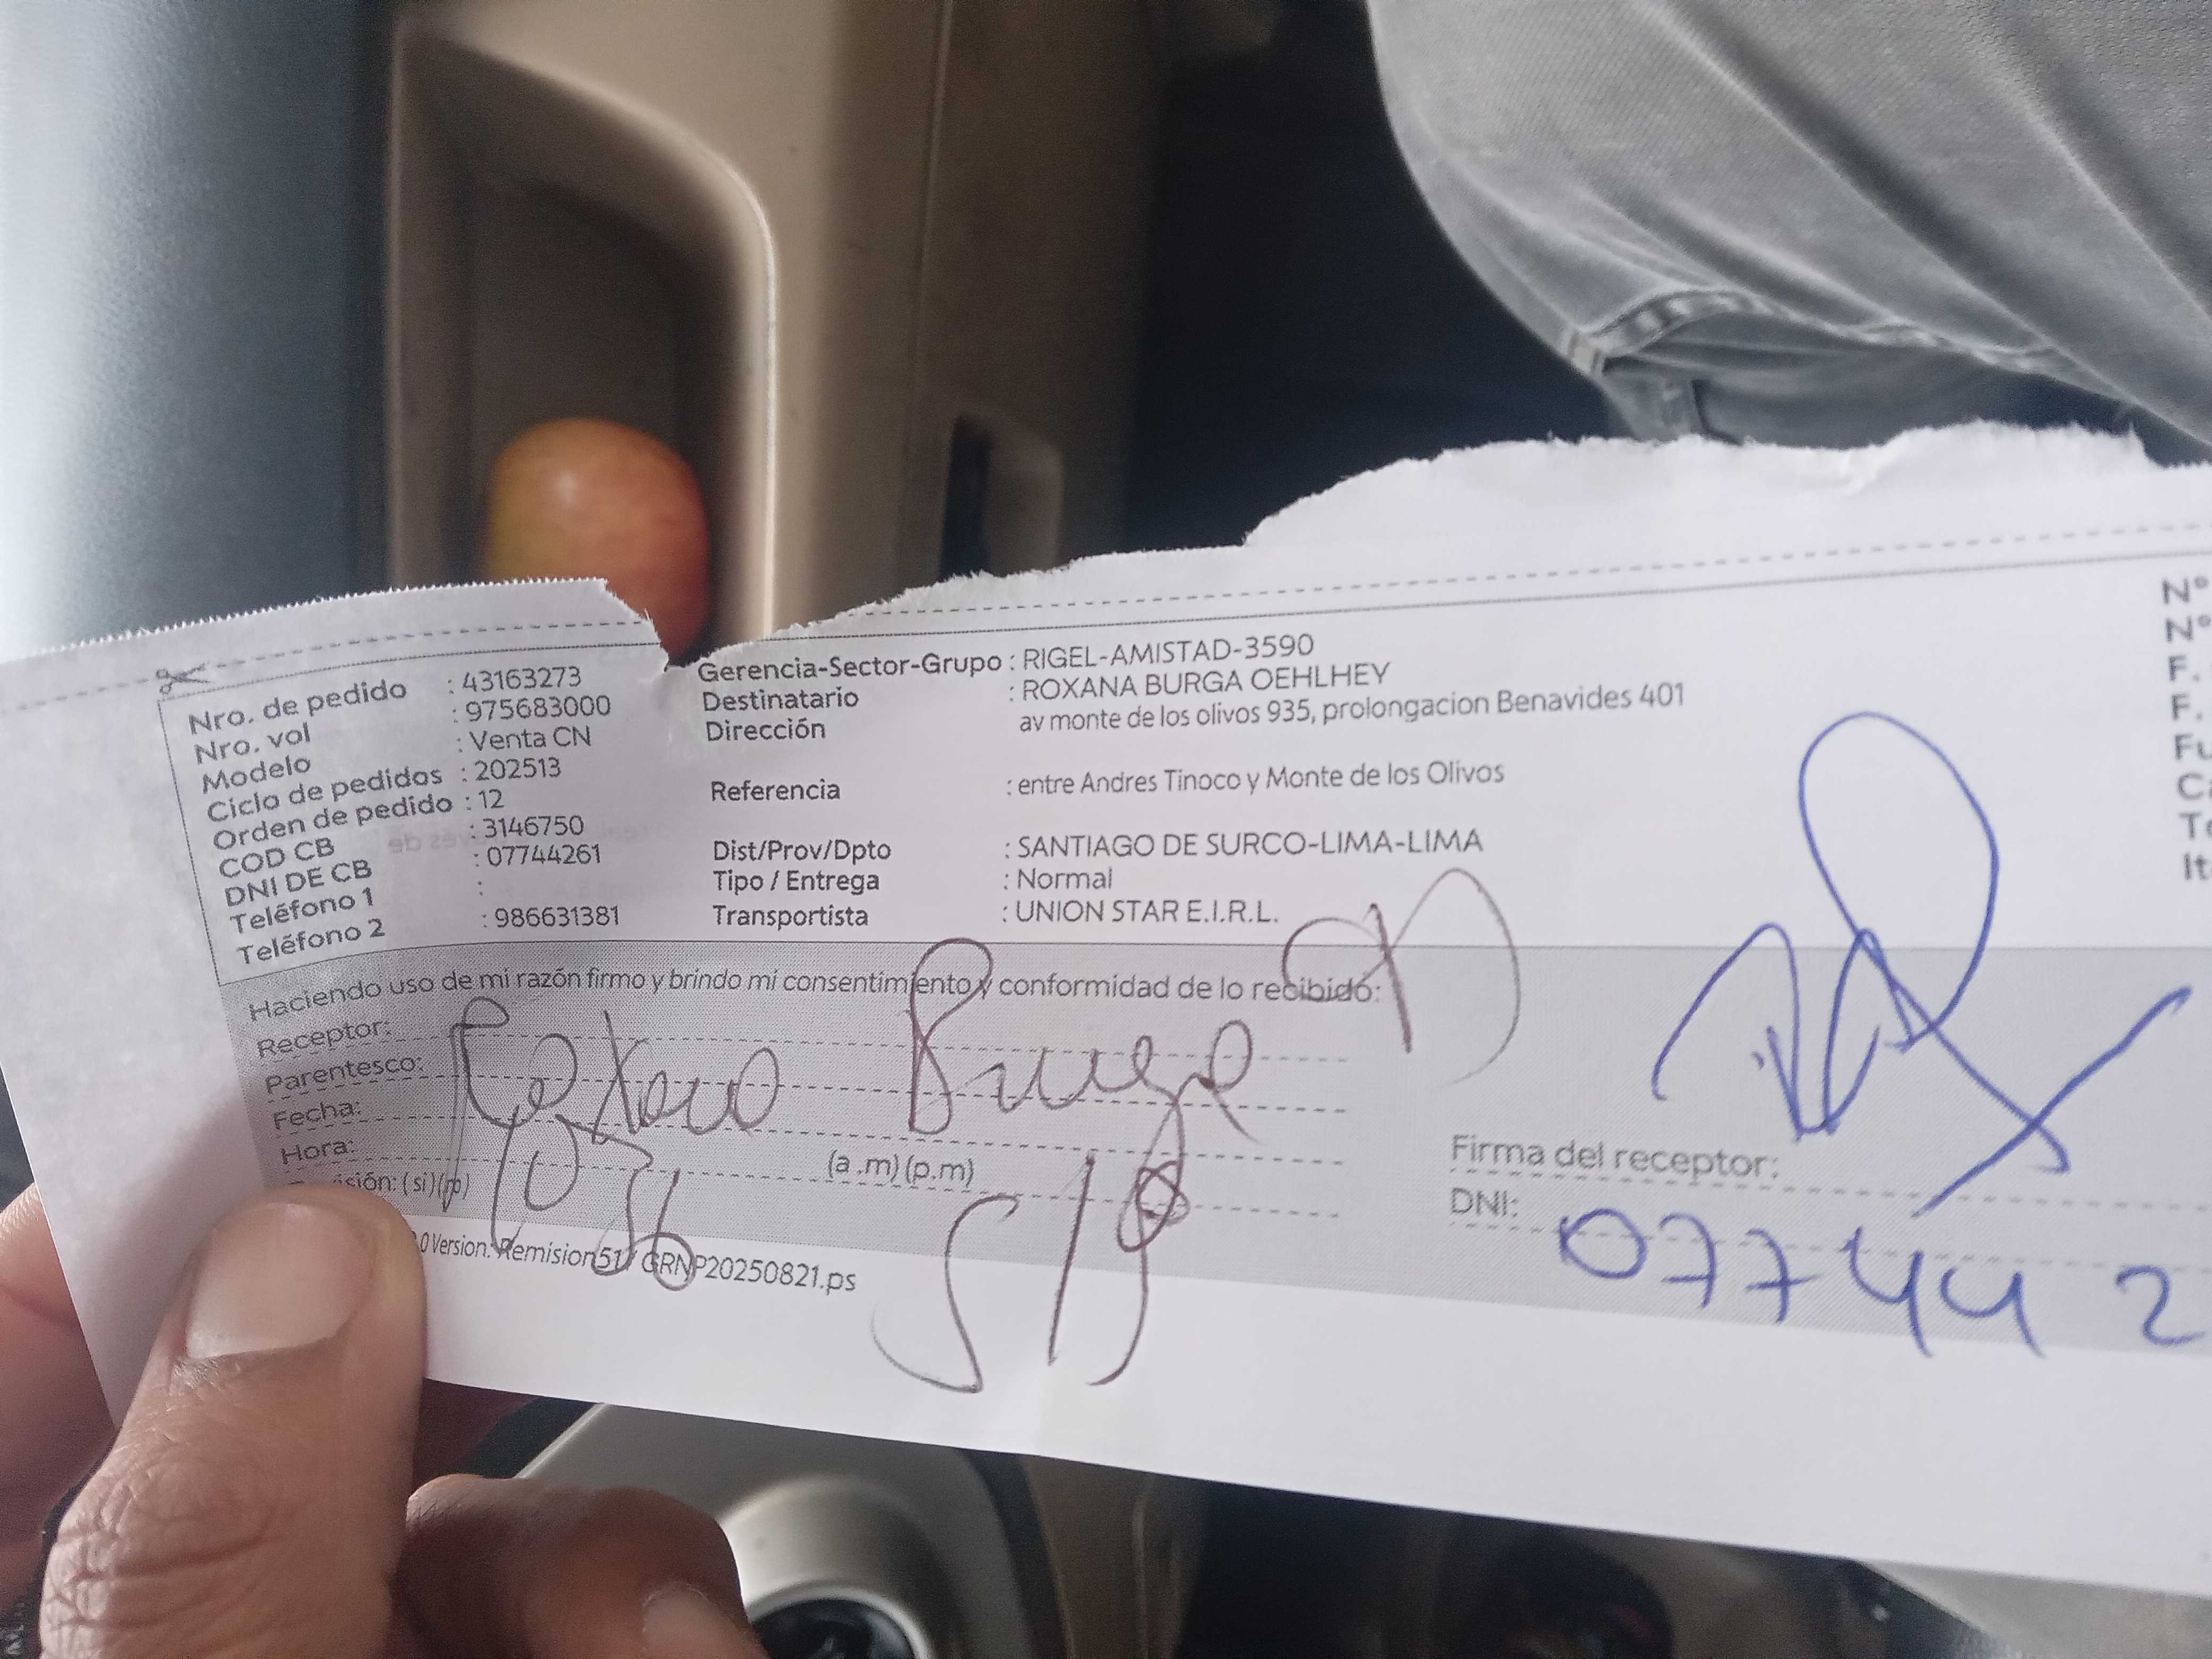 Nro. de pedido : 43163273
Nro. vol : 975683000
Modelo : Venta CN
Ciclo de pedidos : 202513
Orden de pedido : 12
COD CB : 3146750
DNI DE CB : 07744261
Teléfono 1 :
Teléfono 2 : 986631381
Gerencia-Sector-Grupo : RIGEL-AMISTAD-3590
Destinatario : ROXANA BURGA OEHLHEY
Dirección av monte de los olivos 935, prolongacion Benavides 401
Referencia : entre Andres Tinoco y Monte de los Olivos
Dist/Prov/Dpto : SANTIAGO DE SURCO-LIMA-LIMA
Tipo / Entrega : Normal
Transportista : UNION STAR E.I.R.L.
N°
N°
F.
F.
Haciendo uso de mi razón firmo y brindo mi consentimiento y conformidad de lo recibido:
Receptor:
Parentesco:
Fecha:
Hora: (a .m) (p.m)
(si)
Version: Remision51/ GRNP20250821.ps
Firma del receptor:
DNI: 07744 2